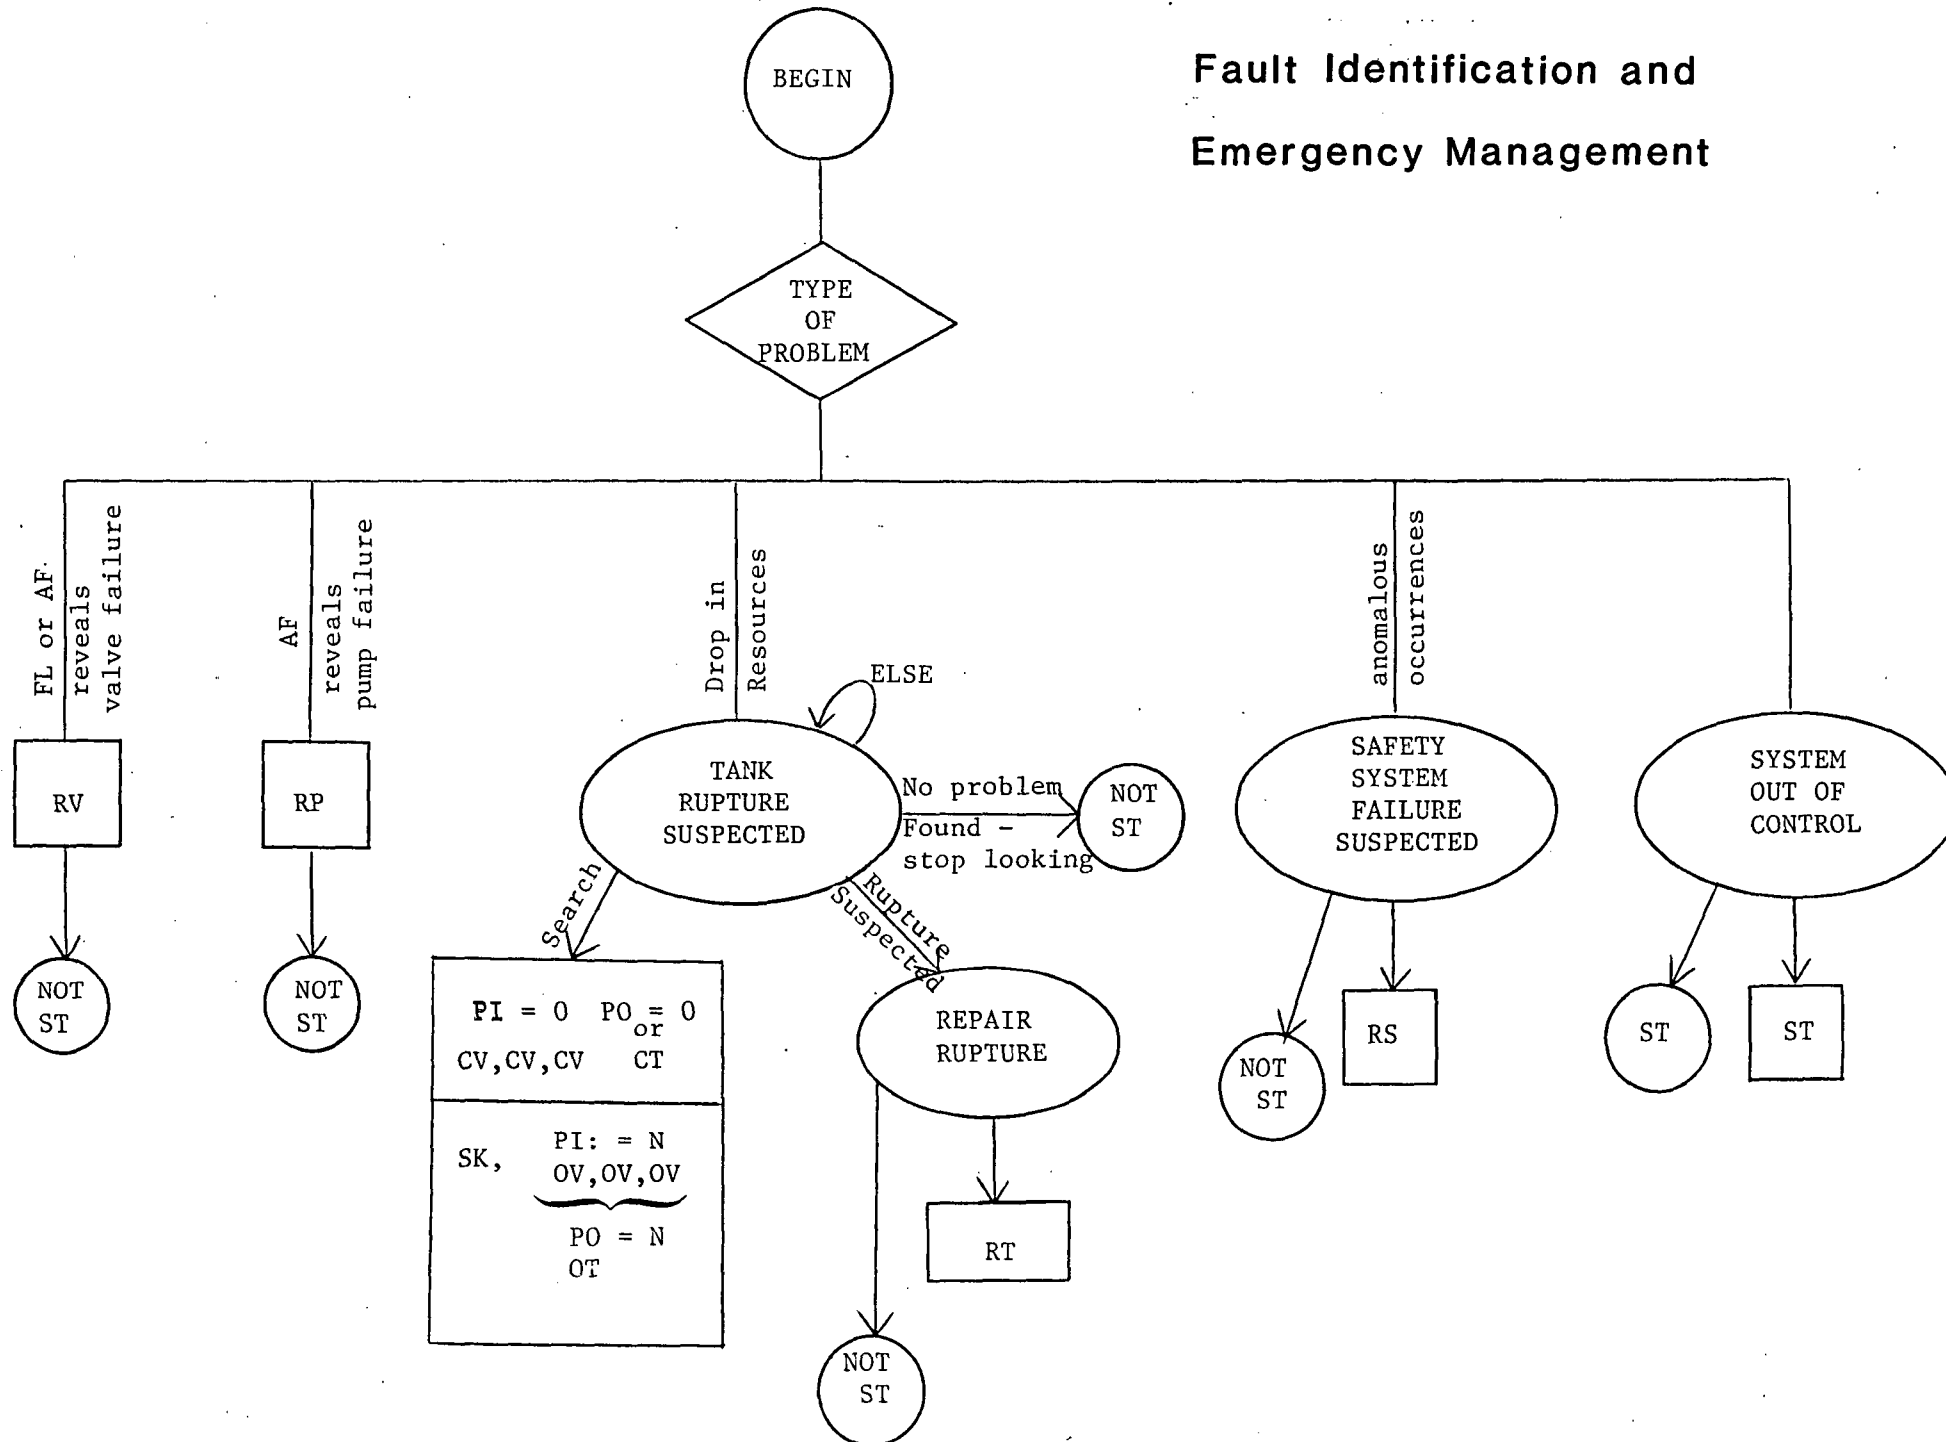 Fault Identification and
Emergency Management
BEGIN
TYPE
OF
PROBLEM
FL or AF
reveals
valve failure
AF
reveals
pump failure
Drop in
Resources
anomalous
occurrences
ELSE
RV
RP
TANK
RUPTURE
SUSPECTED
No problem
Found -
stop looking
NOT
ST
SAFETY
SYSTEM
FAILURE
SUSPECTED
SYSTEM
OUT OF
CONTROL
Search
Rupture
Suspected
NOT
ST
NOT
ST
PI = 0 PO = 0
or
CV,CV,CV CT
SK,
PI: = N
OV,OV,OV
PO = N
OT
REPAIR
RUPTURE
RT
NOT
ST
NOT
ST
RS
ST
ST